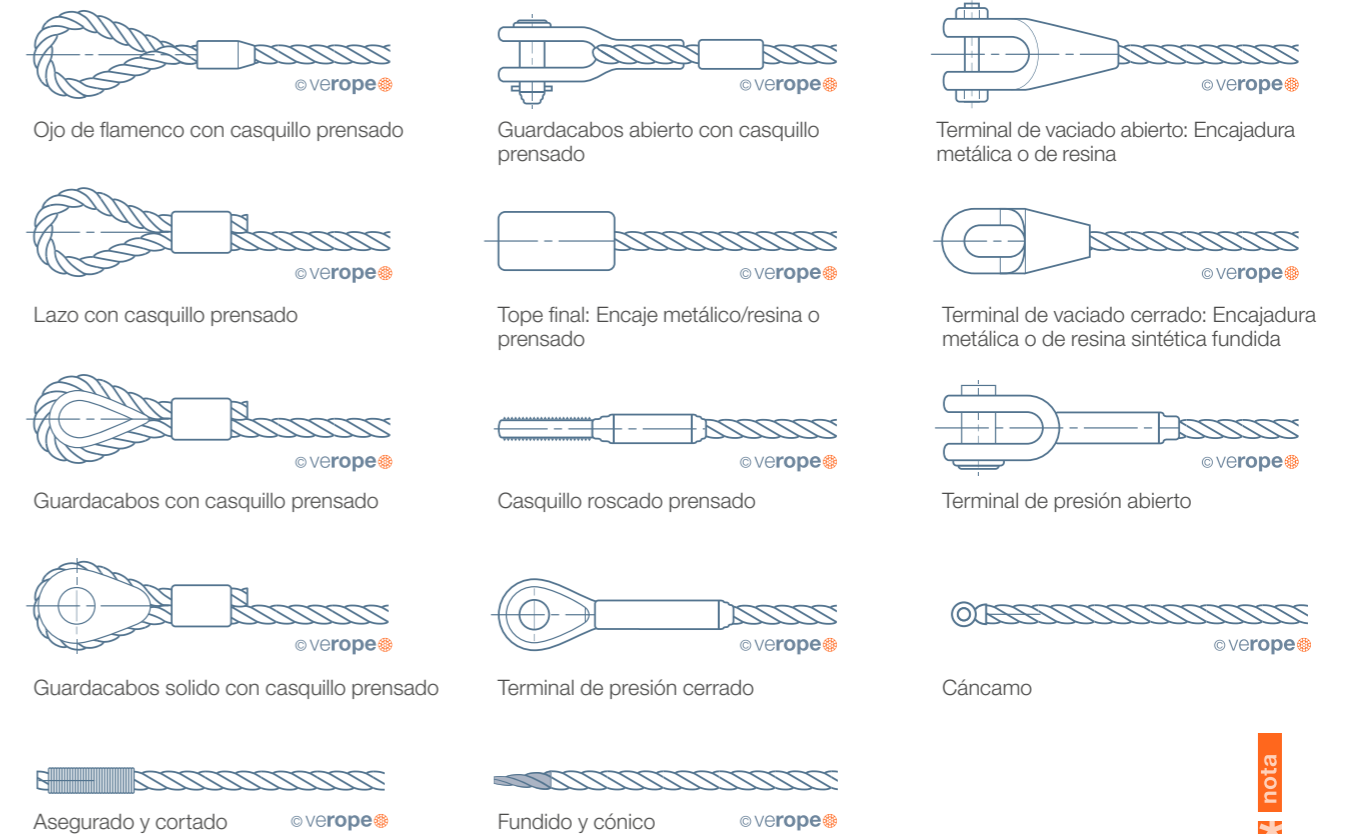 ©verope
©verope
©verope
Ojo de flamenco con casquillo prensado
Guardacabos abierto con casquillo
prensado
Terminal de vaciado abierto: Encajadura
metálica o de resina
©verope
©verope
©verope
Lazo con casquillo prensado
Tope final: Encaje metálico/resina o
prensado
Terminal de vaciado cerrado: Encajadura
metálica o de resina sintética fundida
©verope
©verope
©verope
Guardacabos con casquillo prensado
Casquillo roscado prensado
Terminal de presión abierto
©verope
©verope
©verope
Guardacabos solido con casquillo prensado
Terminal de presión cerrado
Cáncamo
Asegurado y cortado
©verope
Fundido y cónico
©verope
nota